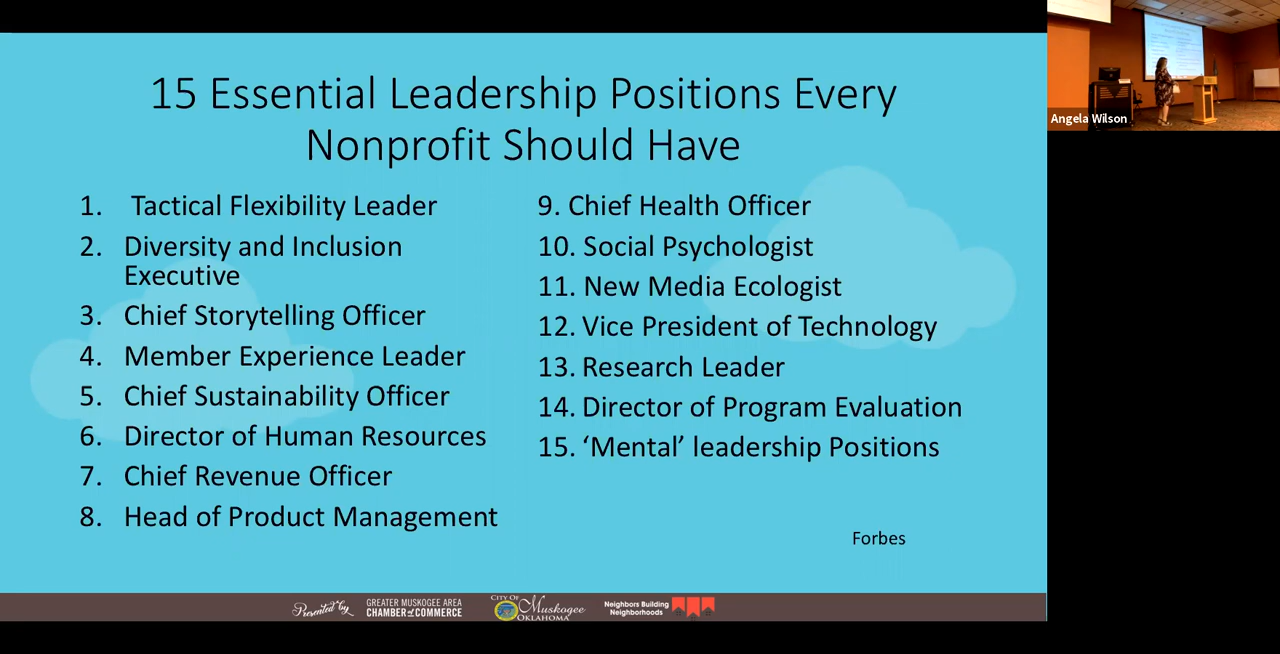 15 Essential Leadership Positions Every
Nonprofit Should Have
1. Tactical Flexibility Leader
2. Diversity and Inclusion
Executive
3. Chief Storytelling Officer
4. Member Experience Leader
5. Chief Sustainability Officer
6. Director of Human Resources
7. Chief Revenue Officer
8. Head of Product Management
9. Chief Health Officer
10. Social Psychologist
11. New Media Ecologist
12. Vice President of Technology
13. Research Leader
14. Director of Program Evaluation
15. ‘Mental’ leadership Positions
Forbes
Presented by
GREATER MUSKOGEE AREA
CHAMBER of COMMERCE
CITY OF
Muskogee
OKLAHOMA
Neighbors Building
Neighborhoods
Angela Wilson